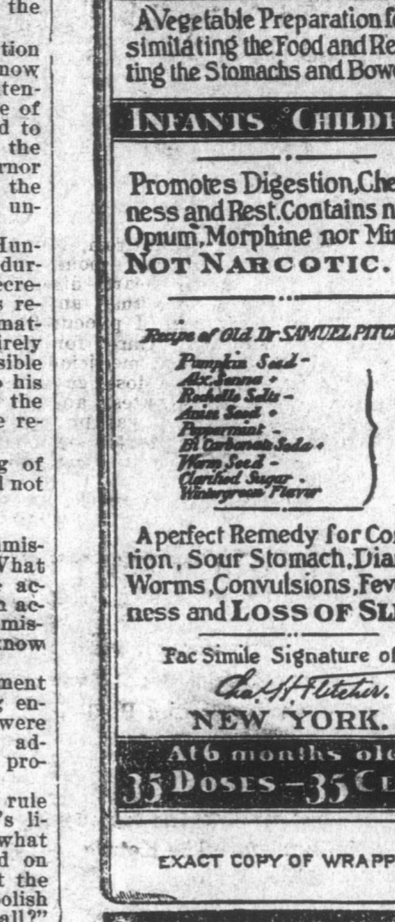 the
tion
now
ten-
e of
d to
the
rnor
the
un-
Hun-
dur-
ecre-
s re-
mat-
irely
sible
his
the
e re-
g of
l not
mis-
What
ac-
n ac-
mis-
know
ment
g en-
were
ad-
pro-
rule
's li-
what
d on
t the
olish
all?"
AVegetable Preparation fo
similating the Food and Re
ting the Stomachs and Bowe
INFANTS CHILDR
Promotes Digestion,Che
ness and Rest.Contains n
Opium,Morphine nor Min
NOT NARCOTIC.
Recipe of Old Dr SAMUEL PITCH
Pumpkin Seed -
Alx.Senna +
Rochelle Salts -
Anise Seed +
Peppermint -
Bi Carbonate Soda +
Worm Seed -
Clarified Sugar .
Wintergreen Flavor
A perfect Remedy for Con
tion, Sour Stomach,Dia
Worms,Convulsions,Fev
ness and LOSS OF SLE
Fac Simile Signature of
Chas. H. Fletcher.
NEW YORK.
At 6 months old
35 DOSES – 35 CE
EXACT COPY OF WRAPP